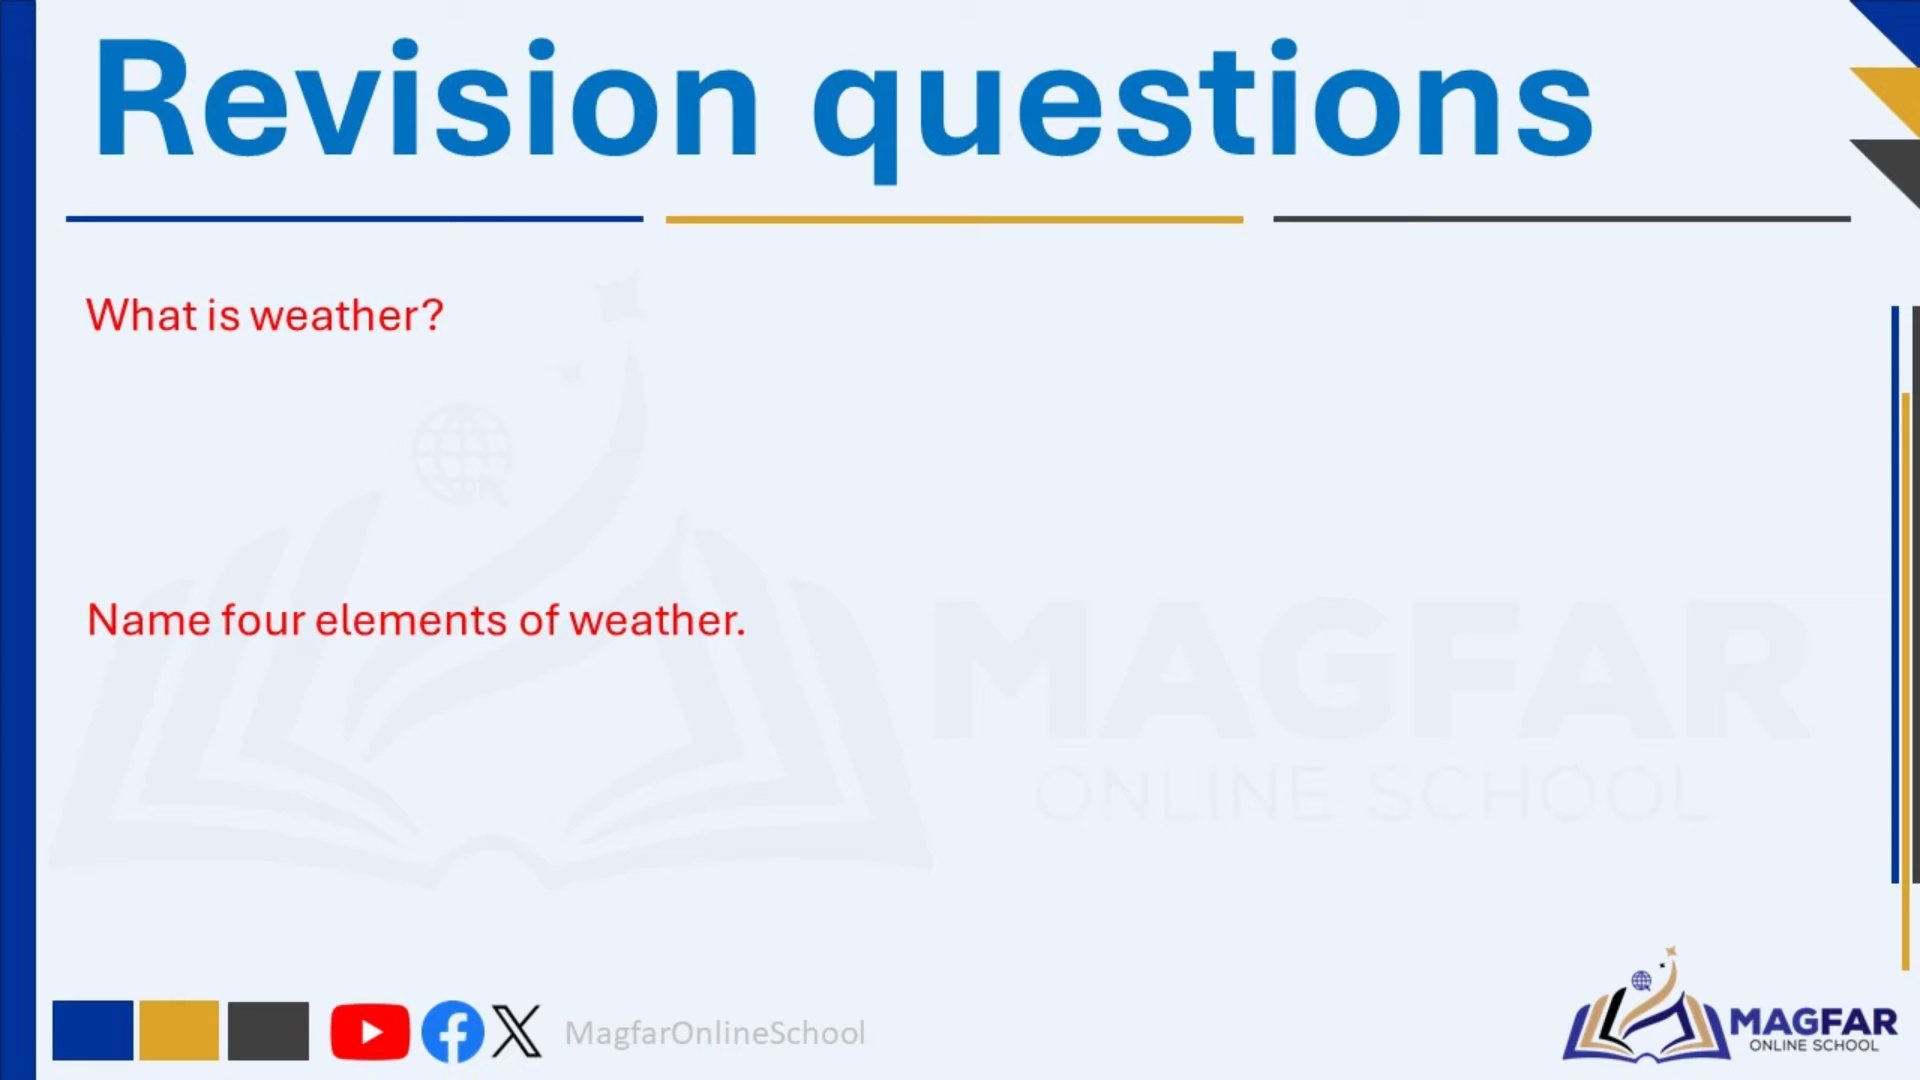 Revision questions
What is weather?
Name four elements of weather.
MAGFAR
ONLINE SCHOOL
MagfarOnlineSchool
MAGFAR
ONLINE SCHOOL